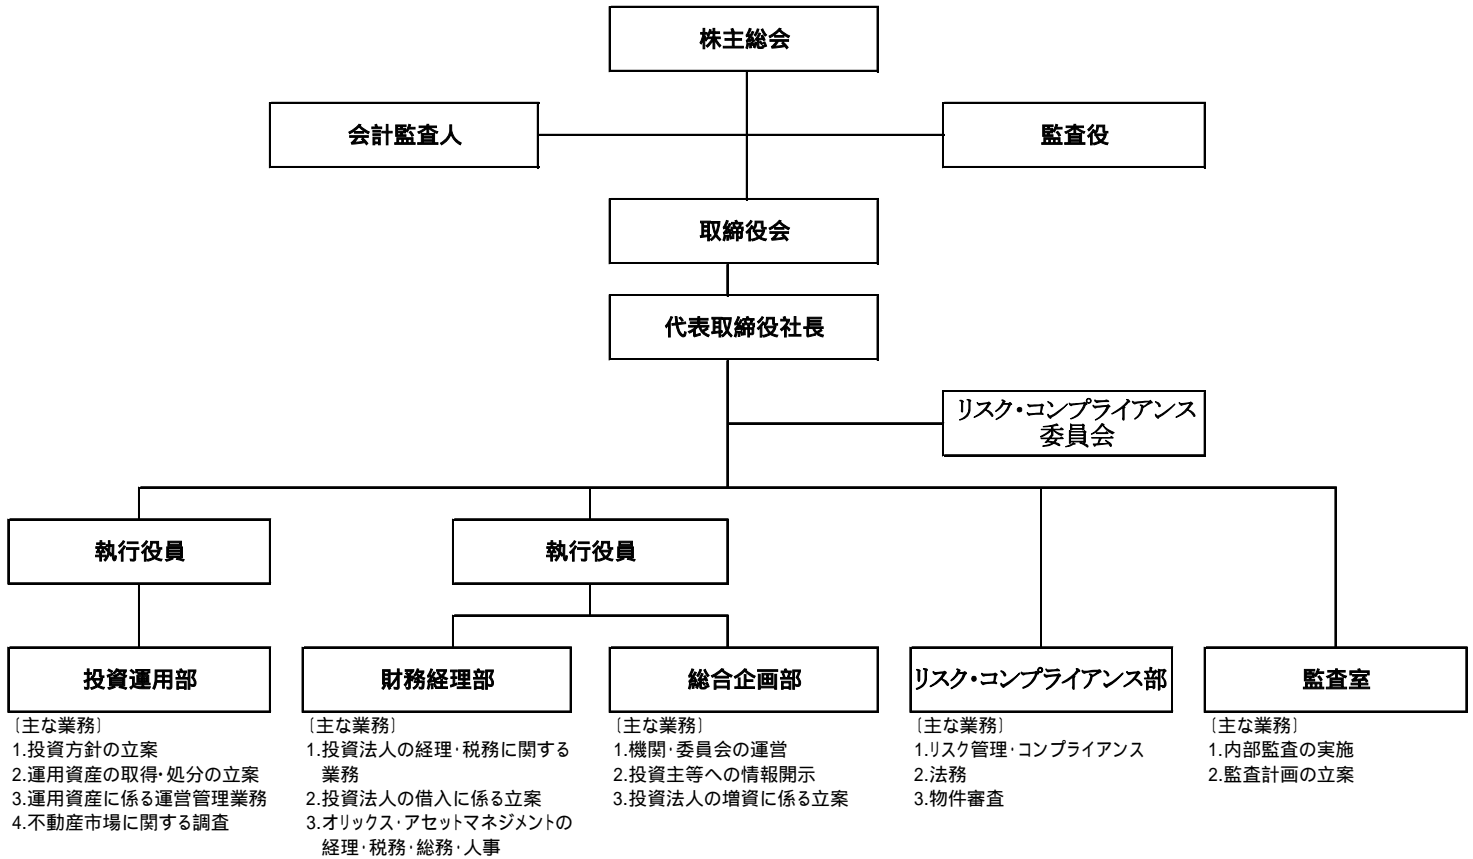 株主総会
会計監査人
監査役
取締役会
代表取締役社長
リスク・コンプライアンス
委員会
執行役員
執行役員
投資運用部
財務経理部
総合企画部
リスク・コンプライアンス部
監査室
［主な業務］
1.投資方針の立案
2.運用資産の取得・処分の立案
3.運用資産に係る運営管理業務
4.不動産市場に関する調査
［主な業務］
1.投資法人の経理・税務に関する
業務
2.投資法人の借入に係る立案
3.オリックス・アセットマネジメントの
経理・税務・総務・人事
［主な業務］
1.機関・委員会の運営
2.投資主等への情報開示
3.投資法人の増資に係る立案
［主な業務］
1.リスク管理・コンプライアンス
2.法務
3.物件審査
［主な業務］
1.内部監査の実施
2.監査計画の立案